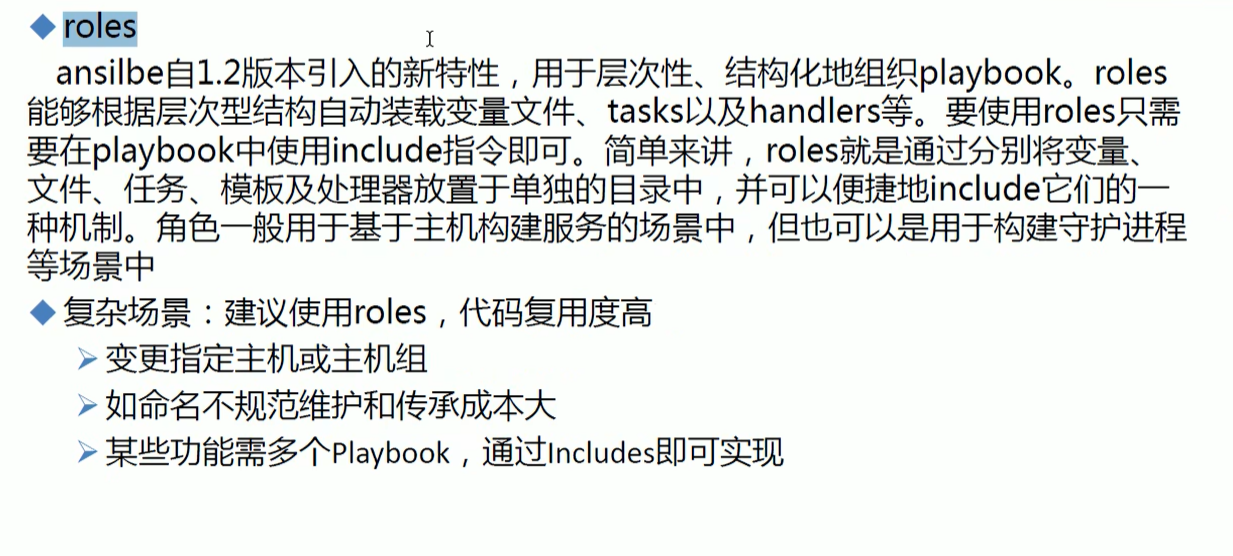 roles
ansilbe自1.2版本引入的新特性，用于层次性、结构化地组织playbook。roles
能够根据层次型结构自动装载变量文件、tasks以及handlers等。要使用roles只需
要在playbook中使用include指令即可。简单来讲，roles就是通过分别将变量、
文件、任务、模板及处理器放置于单独的目录中，并可以便捷地include它们的一
种机制。角色一般用于基于主机构建服务的场景中，但也可以是用于构建守护进程
等场景中
复杂场景：建议使用roles，代码复用度高
变更指定主机或主机组
如命名不规范维护和传承成本大
某些功能需多个Playbook，通过Includes即可实现